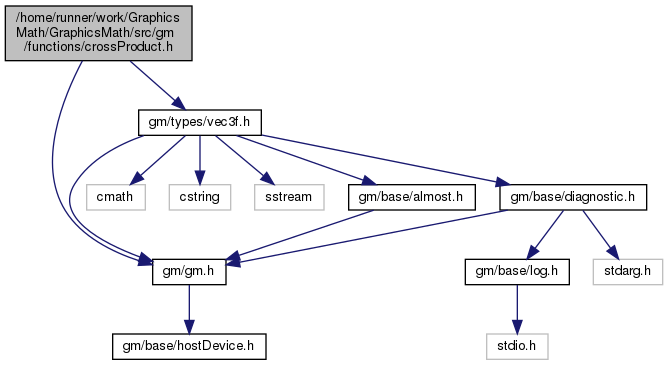 /home/runner/work/Graphics
Math/GraphicsMath/src/gm
/functions/crossProduct.h
gm/types/vec3f.h
cmath
cstring
sstream
gm/base/almost.h
gm/base/diagnostic.h
gm/gm.h
gm/base/log.h
stdarg.h
gm/base/hostDevice.h
stdio.h